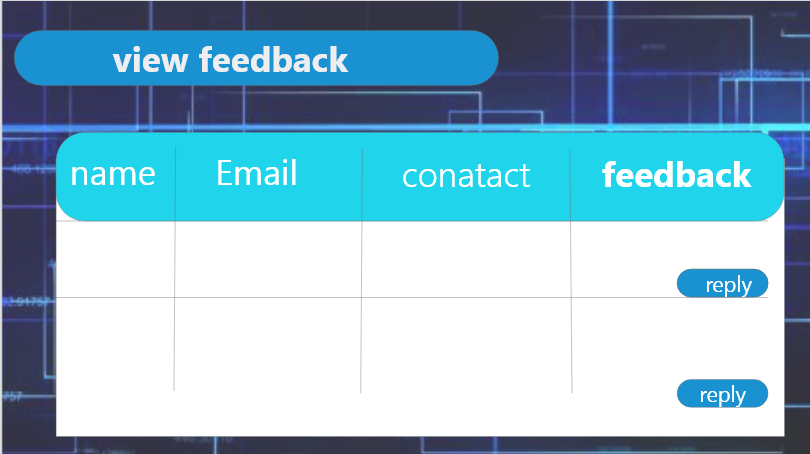 view feedback
name Email conatact feedback
reply
reply